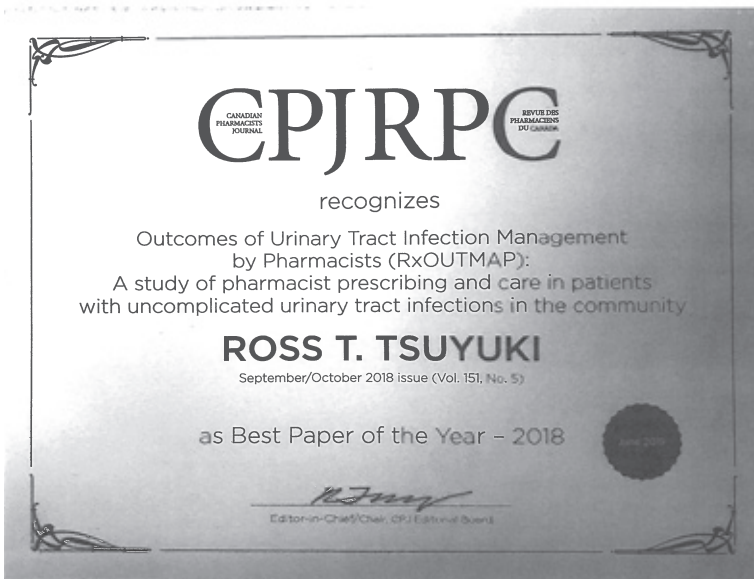 CPJRPC
CANADIAN
PHARMACISTS
JOURNAL
REVUE DES
PHARMACIENS
DU CANADA
recognizes
Outcomes of Urinary Tract Infection Management
by Pharmacists (RxOUTMAP):
A study of pharmacist prescribing and care in patients
with uncomplicated urinary tract infections in the community
ROSS T. TSUYUKI
September/October 2018 issue (Vol. 151, No. 5)
as Best Paper of the Year – 2018
Editor-in-Chief/Chair, CPJ Editorial Board